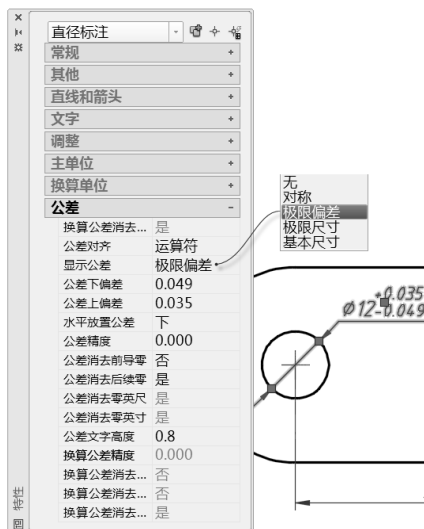 直径标注
常规
其他
直线和箭头
文字
调整
主单位
换算单位
公差
换算公差消去... 是
公差对齐 运算符
显示公差 极限偏差
公差下偏差 0.049
公差上偏差 0.035
水平放置公差 下
公差精度 0.000
公差消去前导零 否
公差消去后续零 是
公差消去零英尺 是
公差消去零英寸 是
公差文字高度 0.8
换算公差精度 0.000
换算公差消去... 否
换算公差消去... 否
换算公差消去... 是
特性
无
对称
极限偏差
极限尺寸
基本尺寸
+0.035
Ø12-0.049